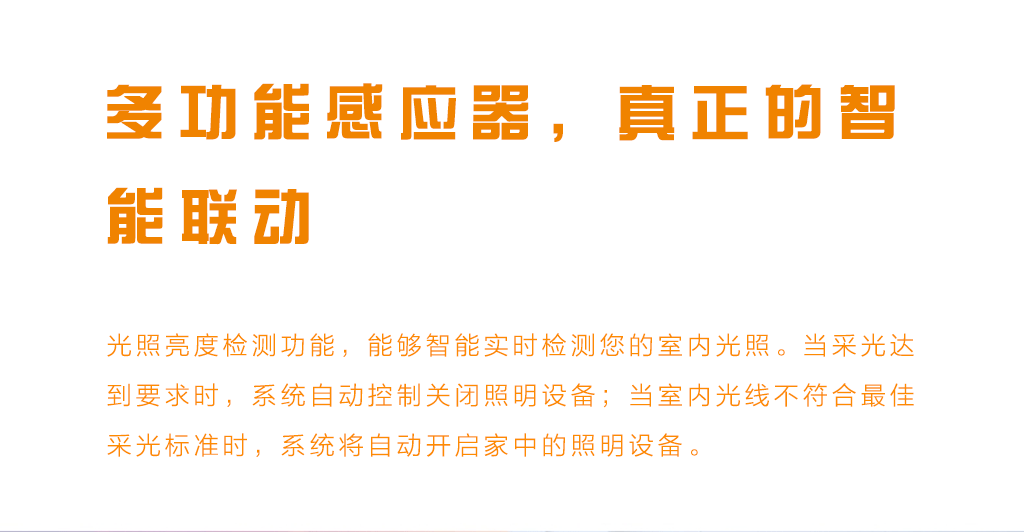 多功能感应器，真正的智
能联动
光照亮度检测功能，能够智能实时检测您的室内光照。当采光达
到要求时，系统自动控制关闭照明设备；当室内光线不符合最佳
采光标准时，系统将自动开启家中的照明设备。